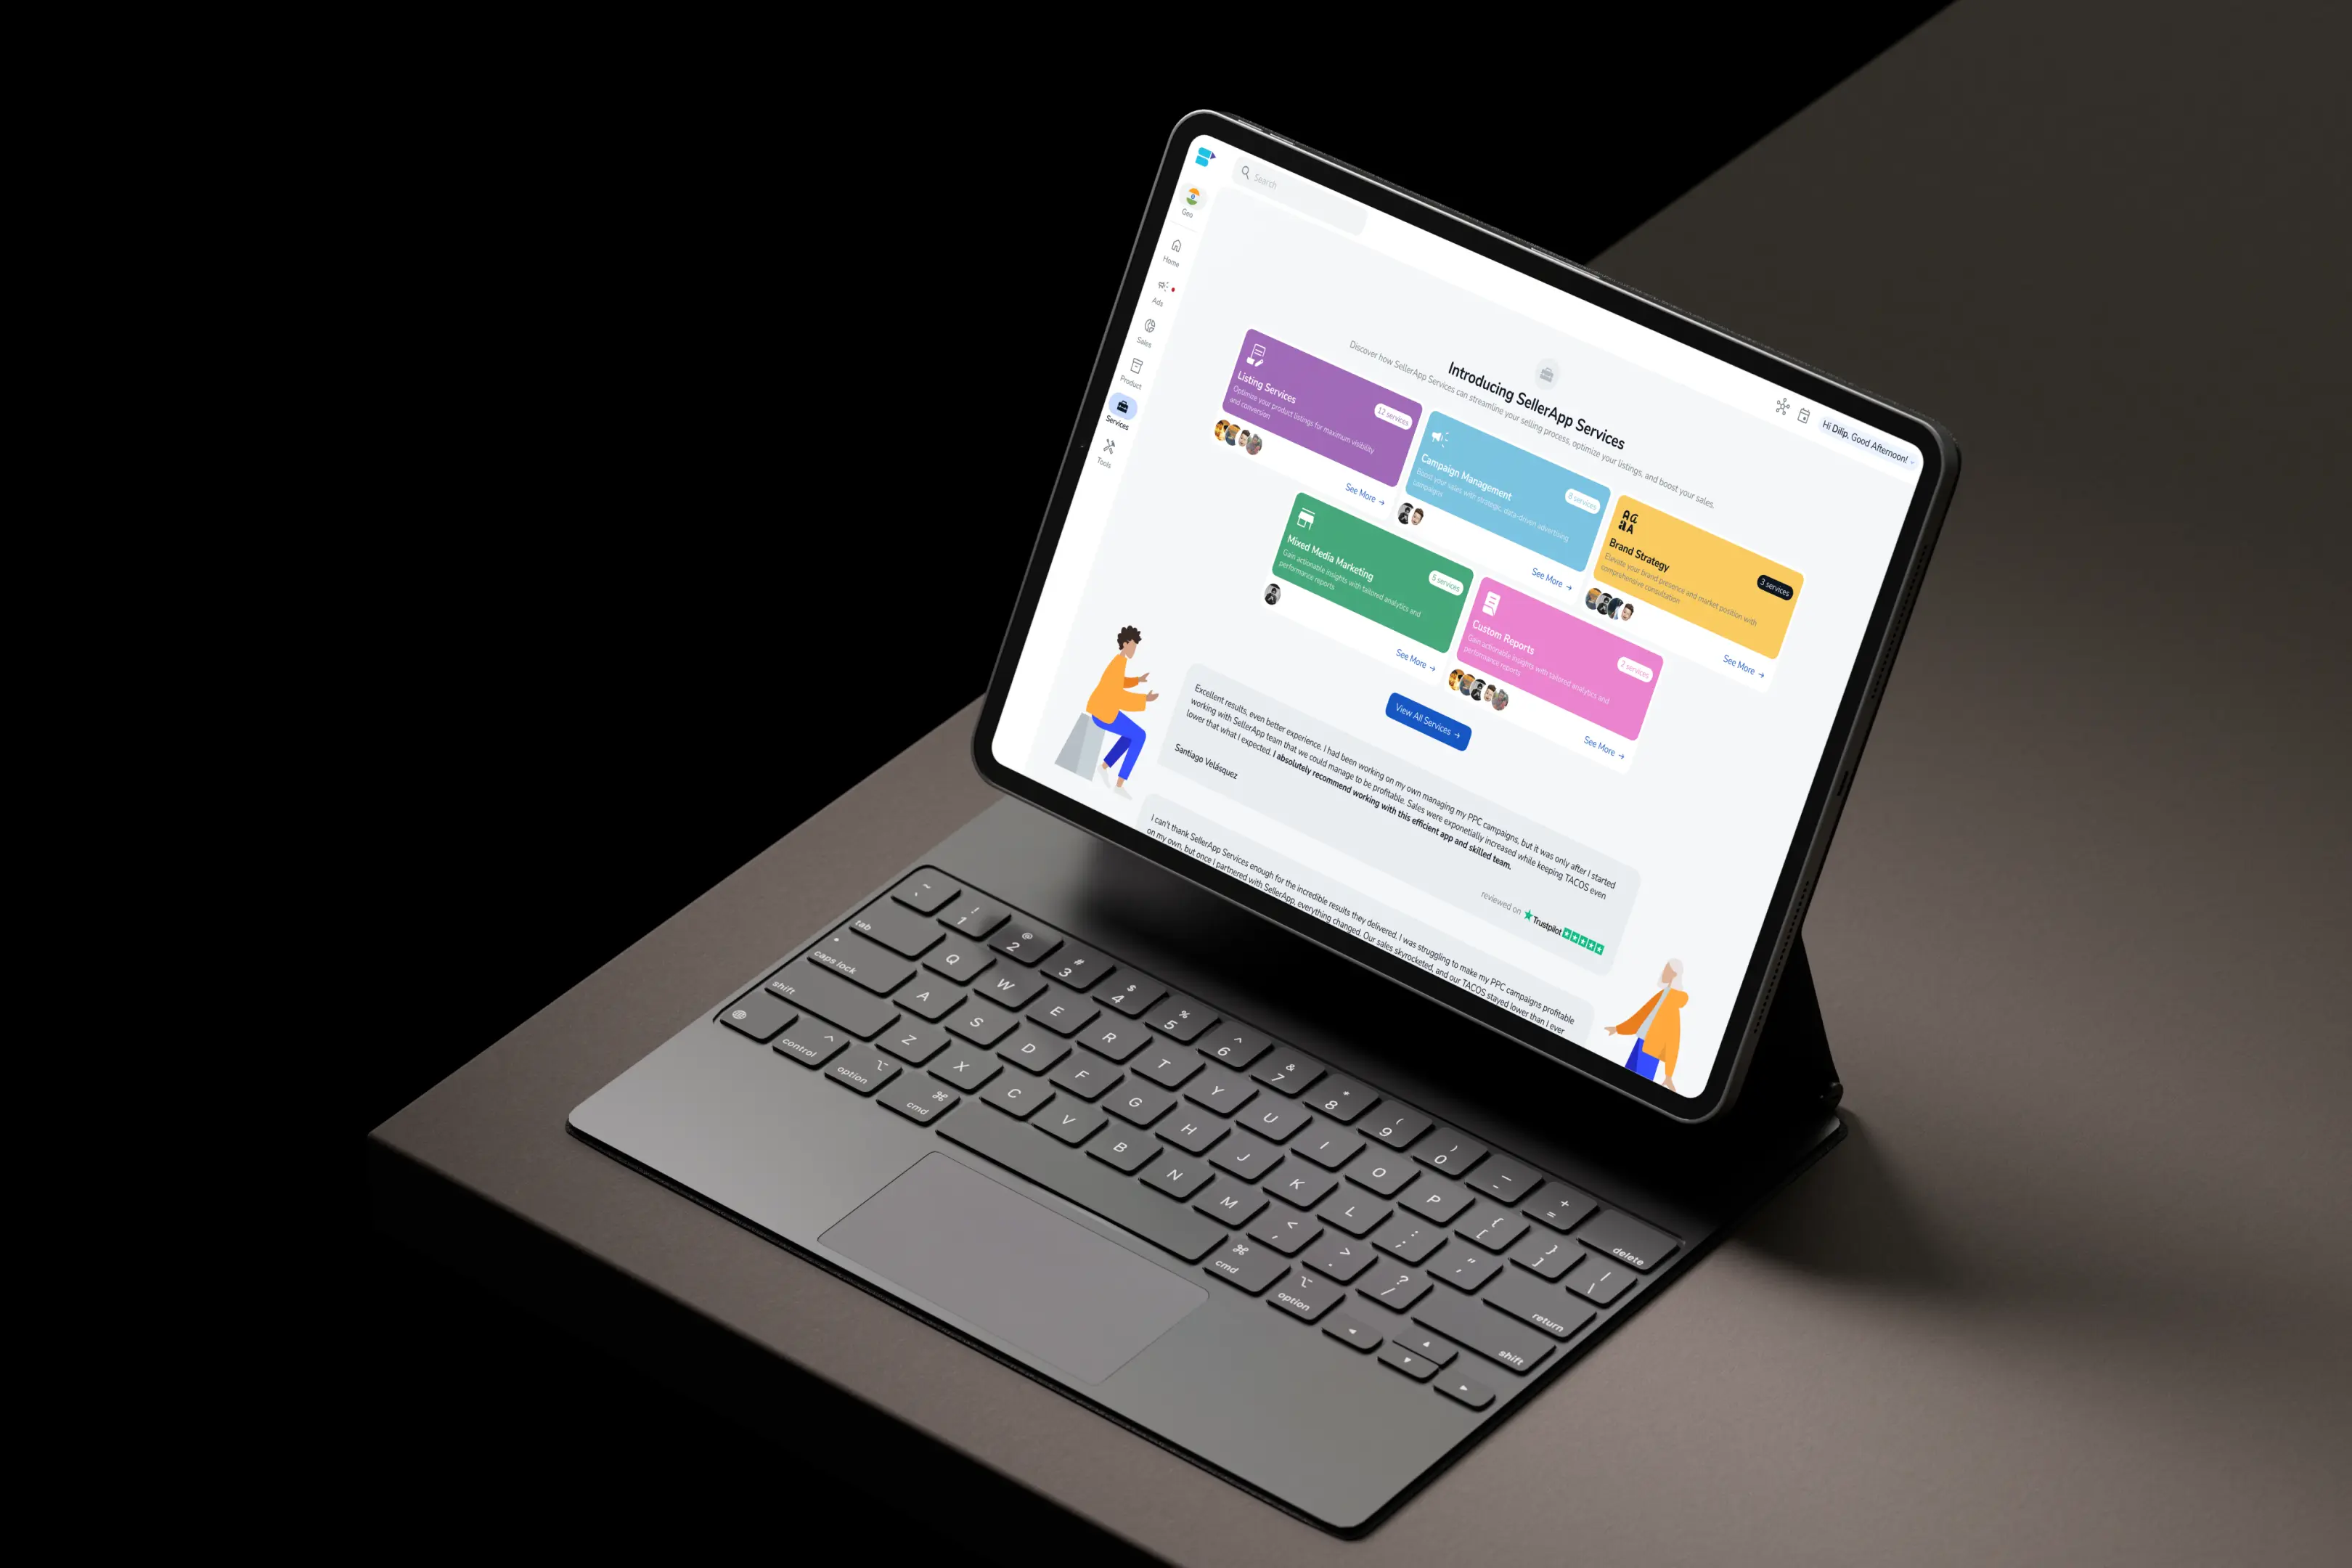 Search
Hi Dilip, Good Afternoon!
Geo
Home
Ads
Sales
Product
Services
Tools
Introducing SellerApp Services
Discover how SellerApp Services can streamline your selling process, optimize your listings, and boost your sales.
Listing Services
12 services
Optimize your product listings for maximum visibility
and conversion
See More →
Campaign Management
8 services
Boost your sales with strategic, data-driven advertising
campaigns
See More →
Brand Strategy
3 services
Elevate your brand presence and market position with
comprehensive consultation
See More →
Mixed Media Marketing
5 services
Gain actionable insights with tailored analytics and
performance reports
See More →
Custom Reports
2 services
Gain actionable insights with tailored analytics and
performance reports
See More →
View All Services →
Excellent results, even better experience. I had been working on my own managing my PPC campaigns, but it was only after I started
working with SellerApp team that we could manage to be profitable. Sales were exponetially increased while keeping TACOS even
lower that what I expected. I absolutely recommend working with this efficient app and skilled team.
Santiago Velásquez
reviewed on Trustpilot
I can't thank SellerApp Services enough for the incredible results they delivered. I was struggling to make my PPC campaigns profitable
on my own, but once I partnered with SellerApp, everything changed. Our sales skyrocketed, and our TACOS stayed lower than I ever
~ ! @ # $ % ^ & * ( ) _ +
` 1 2 3 4 5 6 7 8 9 0 - = delete
tab Q W E R T Y U I O P { [ } ] | \
caps lock A S D F G H J K L : ; " ' return
shift Z X C V B N M < , > . ? / shift
control ^ option ⌥ cmd ⌘ ⌘ cmd ⌥ option ◀ ▲ ▼ ▶